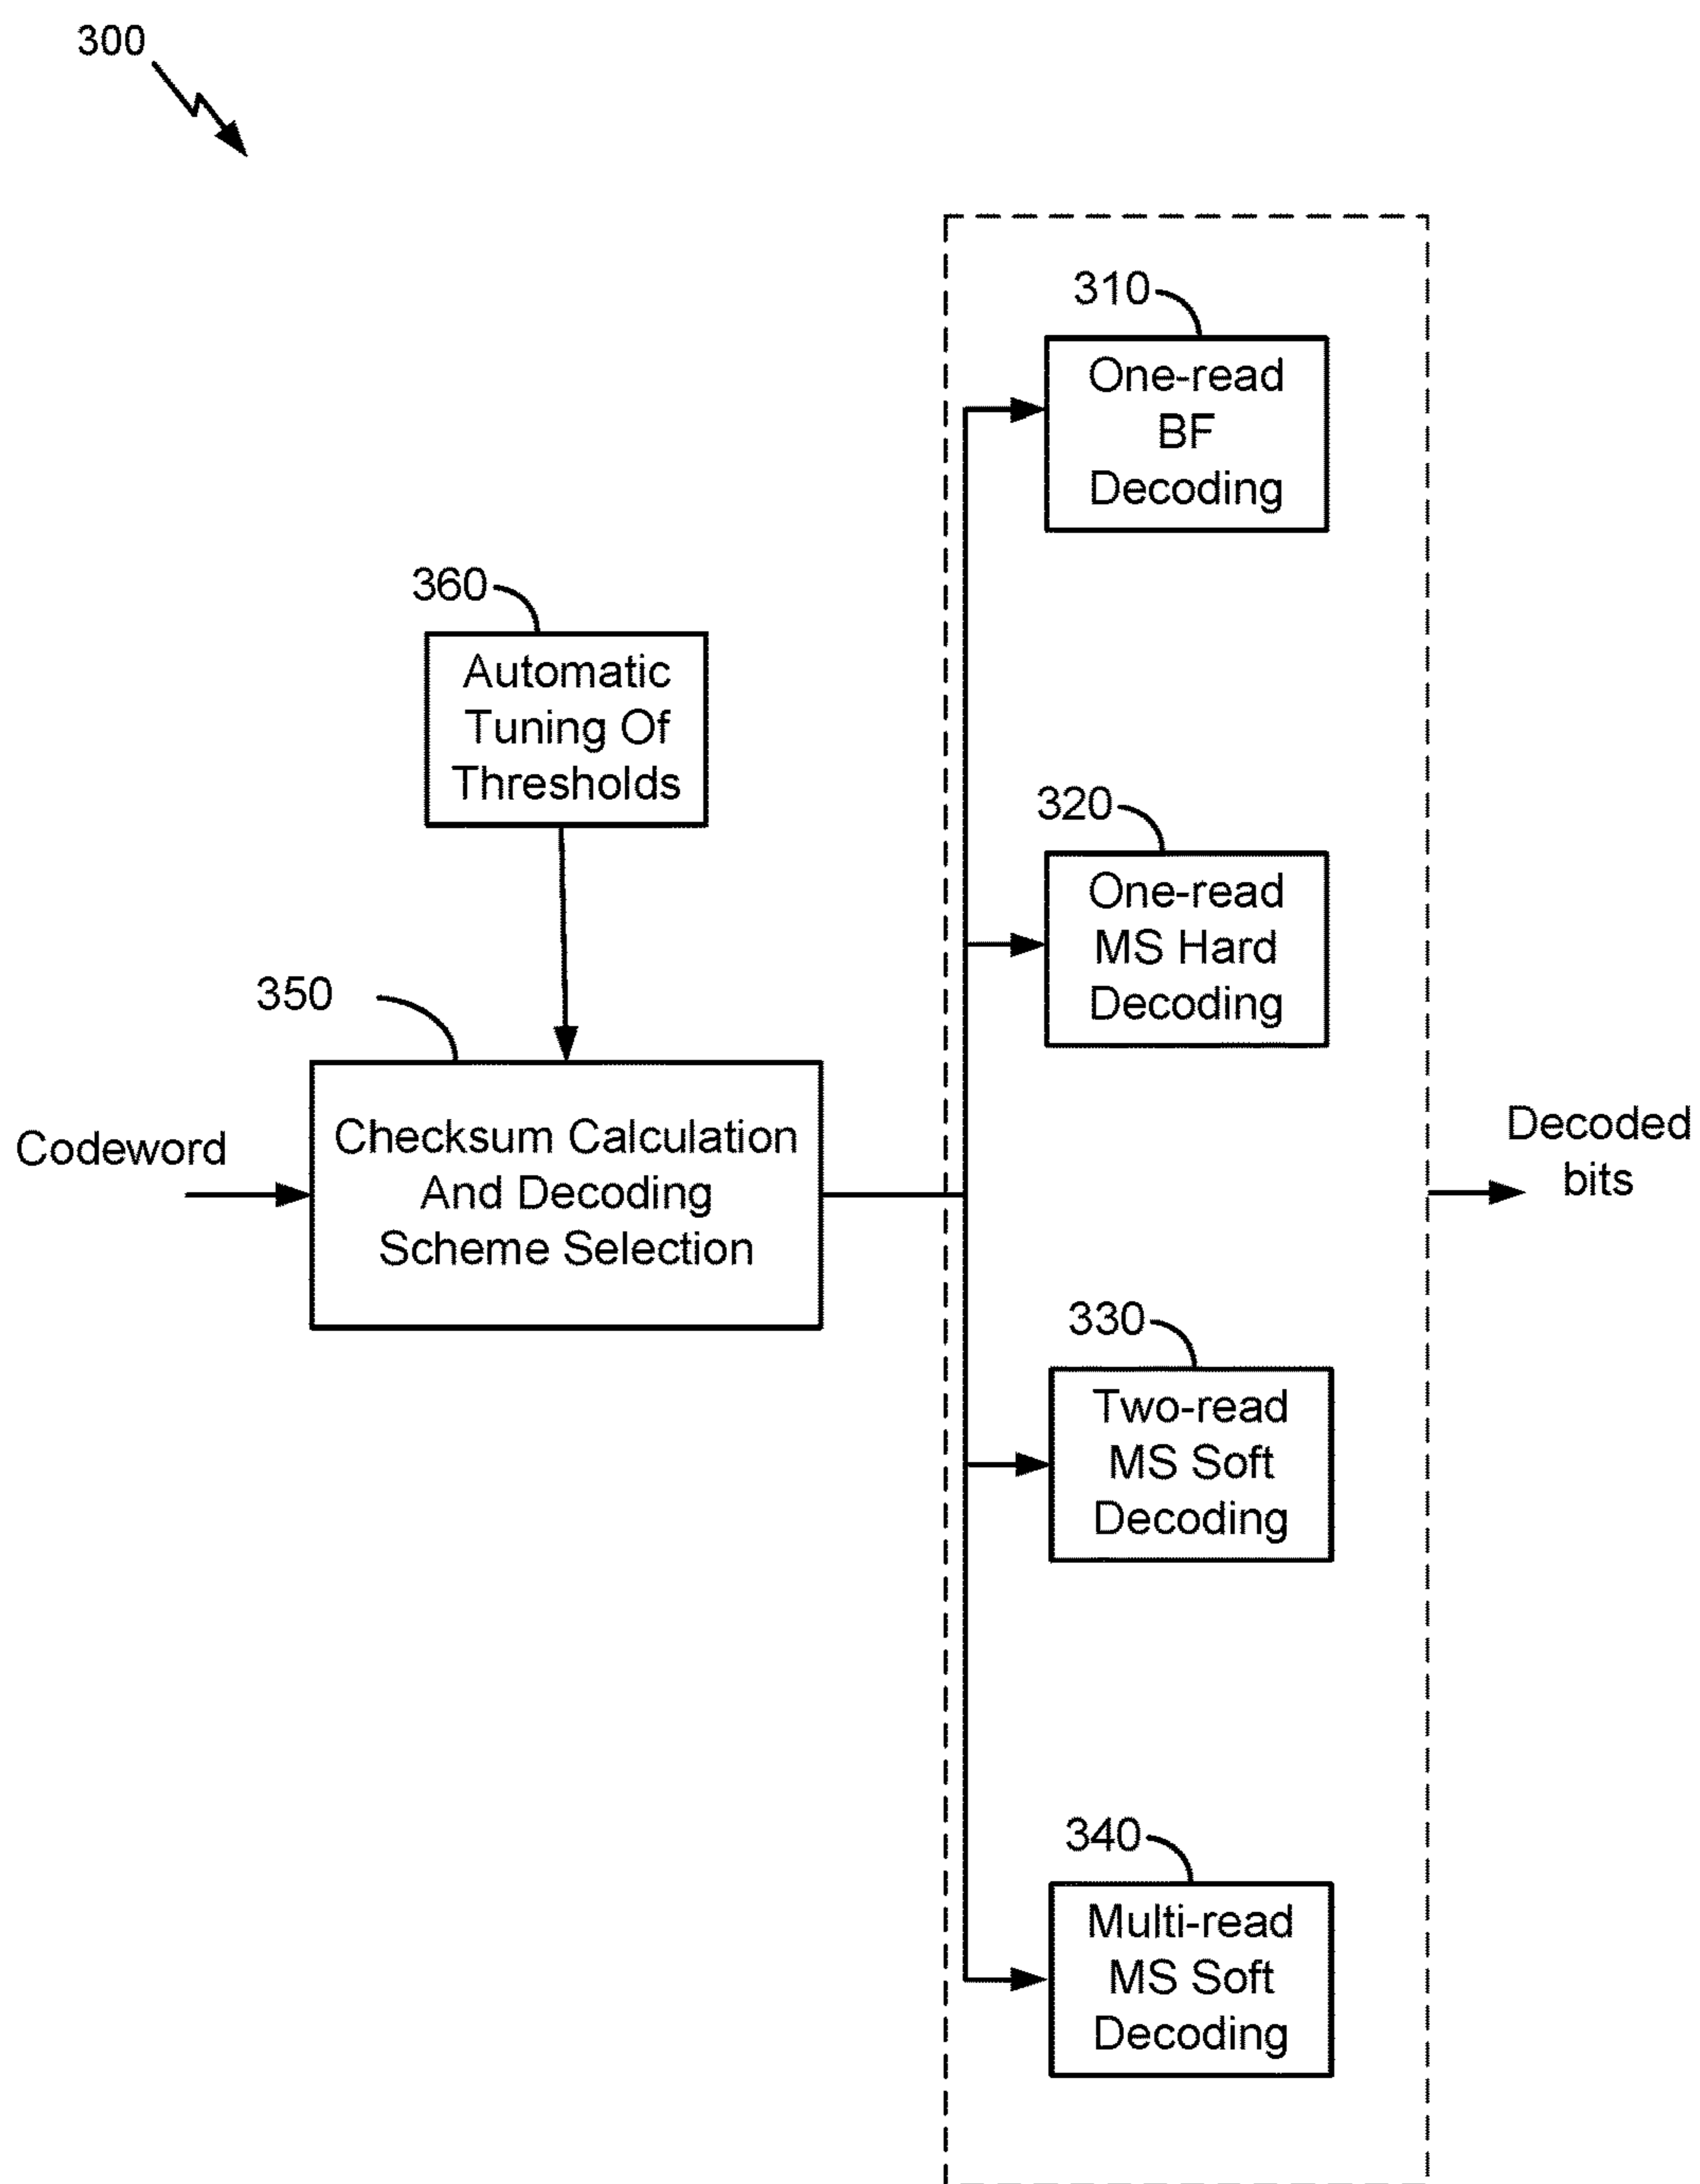 300
310
One-read
BF
Decoding
360
Automatic
Tuning Of
Thresholds
320
One-read
MS Hard
Decoding
350
Codeword
Checksum Calculation
And Decoding
Scheme Selection
Decoded
bits
330
Two-read
MS Soft
Decoding
340
Multi-read
MS Soft
Decoding